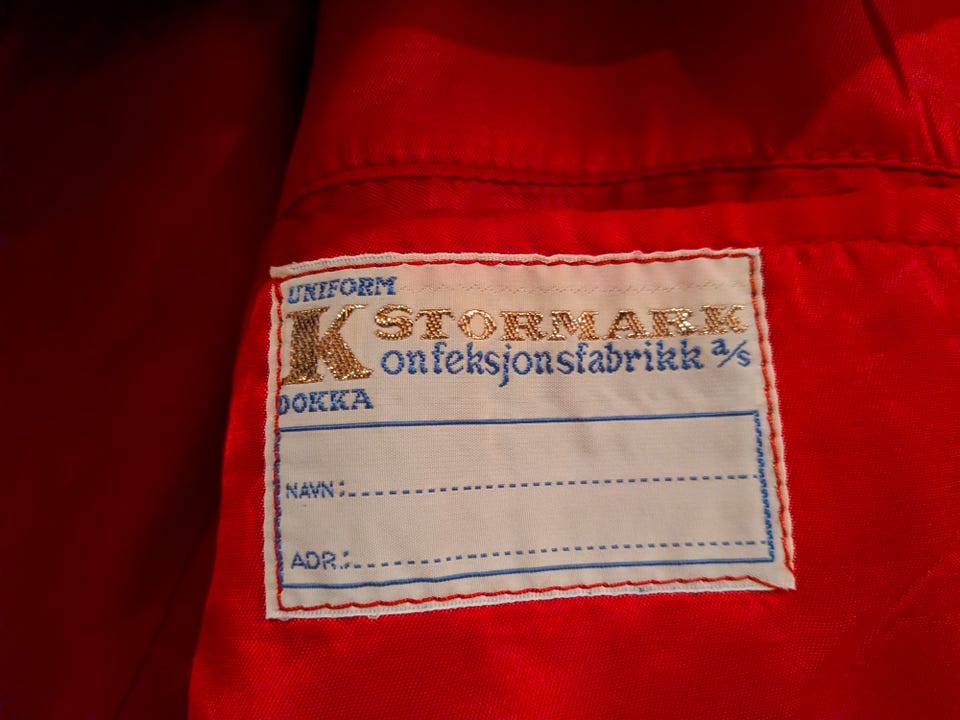 UNIFORM
STORMARK
Konfeksjonsfabrikk a/s
DOKKA
NAVN:
ADR.: